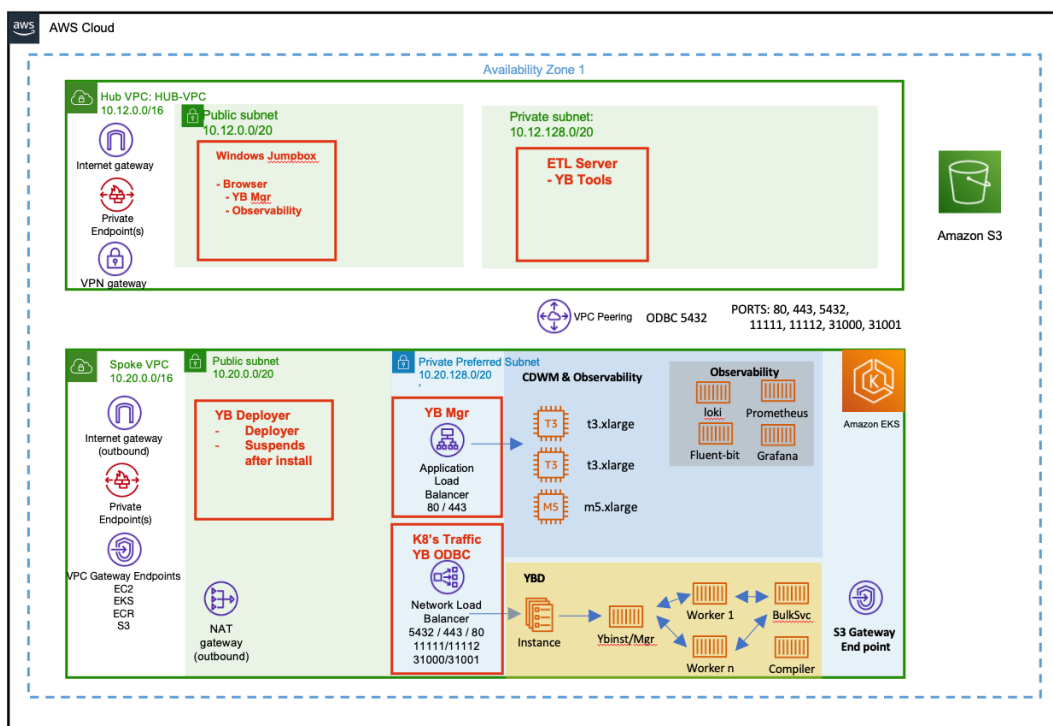 aws
AWS Cloud
Availability Zone 1
Hub VPC: HUB-VPC
10.12.0.0/16
Internet gateway
Private
Endpoint(s)
VPN gateway
Public subnet
10.12.0.0/20
Windows Jumpbox
- Browser
- YB Mgr
- Observability
Private subnet:
10.12.128.0/20
ETL Server
- YB Tools
Amazon S3
VPC Peering
ODBC 5432
PORTS: 80, 443, 5432,
11111, 11112, 31000, 31001
Spoke VPC
10.20.0.0/16
Internet gateway
(outbound)
Private
Endpoint(s)
VPC Gateway Endpoints
EC2
EKS
ECR
S3
Public subnet
10.20.0.0/20
YB Deployer
- Deployer
- Suspends
after install
NAT
gateway
(outbound)
Private Preferred Subnet
10.20.128.0/20
YB Mgr
Application
Load
Balancer
80 / 443
K8's Traffic
YB ODBC
Network Load
Balancer
5432 / 443 / 80
11111/11112
31000/31001
CDWM & Observability
T3
t3.xlarge
T3
t3.xlarge
M5
m5.xlarge
Observability
loki
Prometheus
Fluent-bit
Grafana
K
Amazon EKS
YBD
Instance
Ybinst/Mgr
Worker 1
BulkSvc
Worker n
Compiler
S3 Gateway
End point